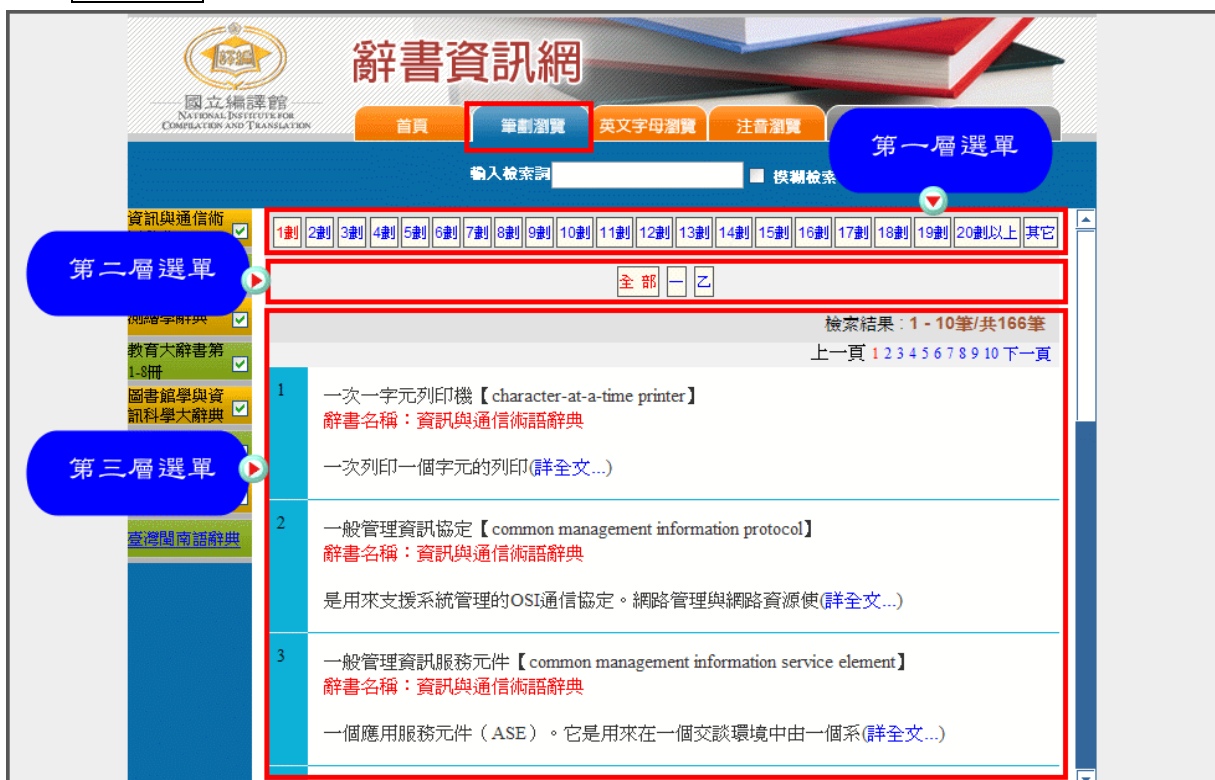 辭書資訊網
國立編譯館
NATIONAL INSTITUTE FOR
COMPILATION AND TRANSLATION
首頁 筆劃瀏覽 英文字母瀏覽 注音瀏覽
第一層選單
輸入檢索詞 模糊檢索
資訊與通信術
1劃 2劃 3劃 4劃 5劃 6劃 7劃 8劃 9劃 10劃 11劃 12劃 13劃 14劃 15劃 16劃 17劃 18劃 19劃 20劃以上 其它
第二層選單
全 部 一 乙
測繪學辭典
檢索結果 : 1 - 10筆/共166筆
教育大辭書第
1-8冊
上一頁 1 2 3 4 5 6 7 8 9 10 下一頁
圖書館學與資
訊科學大辭典
1 一次一字元列印機【character-at-a-time printer】
辭書名稱：資訊與通信術語辭典
第三層選單
一次列印一個字元的列印(詳全文...)
臺灣閩南語辭典
2 一般管理資訊協定【common management information protocol】
辭書名稱：資訊與通信術語辭典
是用來支援系統管理的OSI通信協定。網路管理與網路資源使(詳全文...)
3 一般管理資訊服務元件【common management information service element】
辭書名稱：資訊與通信術語辭典
一個應用服務元件（ASE）。它是用來在一個交談環境中由一個系(詳全文...)